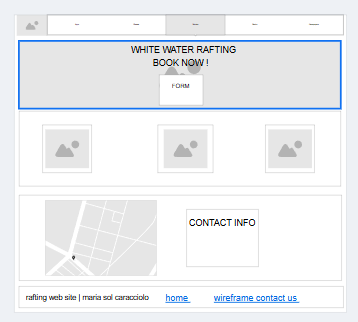 WHITE WATER RAFTING
BOOK NOW !
FORM
CONTACT INFO
rafting web site | maria sol caracciolo home wireframe contact us